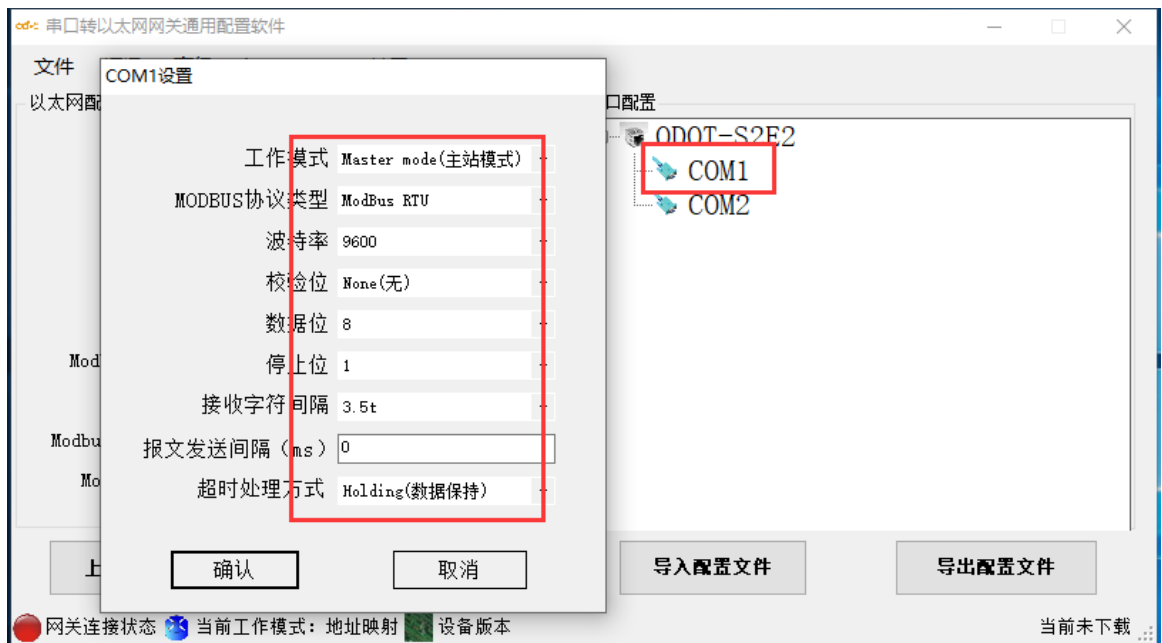 串口转以太网网关通用配置软件
文件
COM1设置
以太网配
口配置
ODOT-S2E2
COM1
COM2
工作模式 Master mode(主站模式)
MODBUS协议类型 ModBus RTU
波特率 9600
校验位 None(无)
数据位 8
停止位 1
接收字符间隔 3.5t
报文发送间隔（ms） 0
超时处理方式 Holding(数据保持)
Mod
Modbu
Mo
确认 取消
上
导入配置文件 导出配置文件
网关连接状态 当前工作模式：地址映射 设备版本 当前未下载